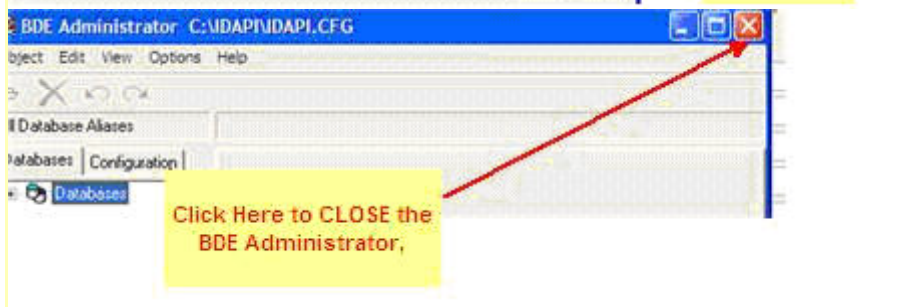 BDE Administrator C:\IDAPI\IDAPI.CFG
bject Edit View Options Help
ll Database Aliases
atabases Configuration
Databases
Click Here to CLOSE the
BDE Administrator,